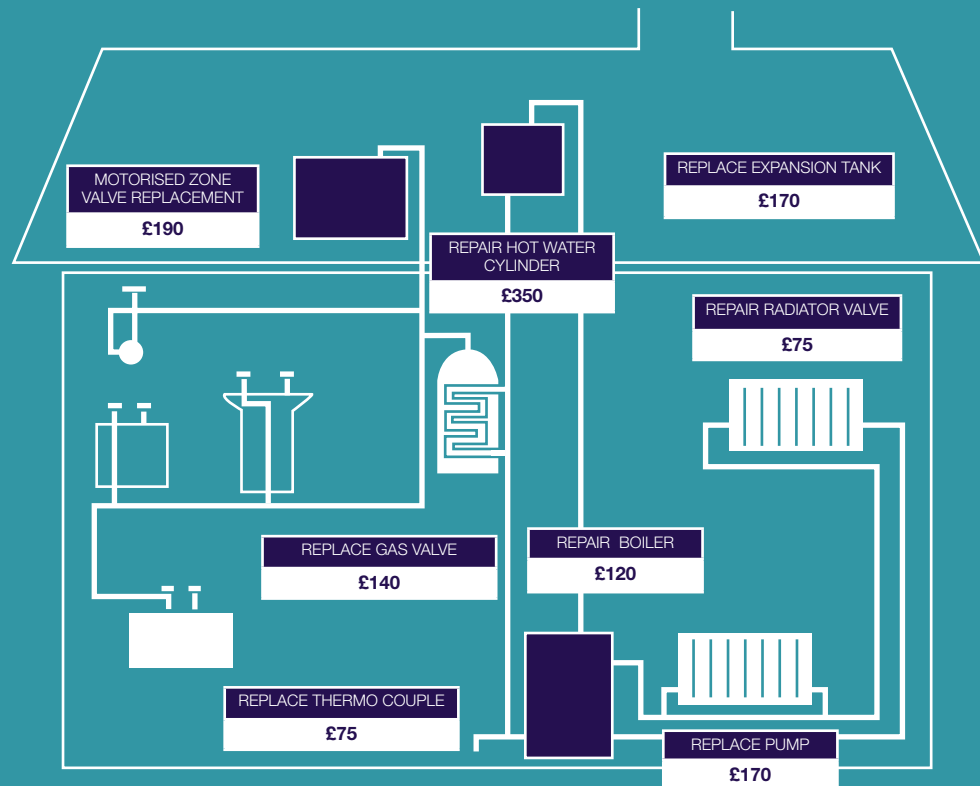 MOTORISED ZONE
VALVE REPLACEMENT
£190
REPLACE EXPANSION TANK
£170
REPAIR HOT WATER
CYLINDER
£350
REPAIR RADIATOR VALVE
£75
REPLACE GAS VALVE
£140
REPAIR BOILER
£120
REPLACE THERMO COUPLE
£75
REPLACE PUMP
£170